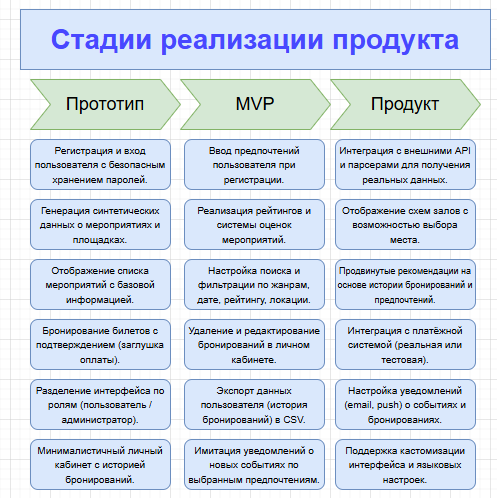 Стадии реализации продукта
Прототип
MVP
Продукт
Регистрация и вход
пользователя с безопасным
хранением паролей.
Ввод предпочтений
пользователя при
регистрации.
Интеграция с внешними API
и парсерами для получения
реальных данных.
Генерация синтетических
данных о мероприятиях и
площадках.
Реализация рейтингов и
системы оценок
мероприятий.
Отображение схем залов с
возможностью выбора
места.
Отображение списка
мероприятий с базовой
информацией.
Настройка поиска и
фильтрации по жанрам,
дате, рейтингу, локации.
Продвинутые рекомендации на
основе истории бронирований и
предпочтений.
Бронирование билетов с
подтверждением (заглушка
оплаты).
Удаление и редактирование
бронирований в личном
кабинете.
Интеграция с платёжной
системой (реальная или
тестовая).
Разделение интерфейса по
ролям (пользователь /
администратор).
Экспорт данных
пользователя (история
бронирований) в CSV.
Настройка уведомлений
(email, push) о событиях и
бронированиях.
Минималистичный личный
кабинет с историей
бронирований.
Имитация уведомлений о
новых событиях по
выбранным предпочтениям.
Поддержка кастомизации
интерфейса и языковых
настроек.